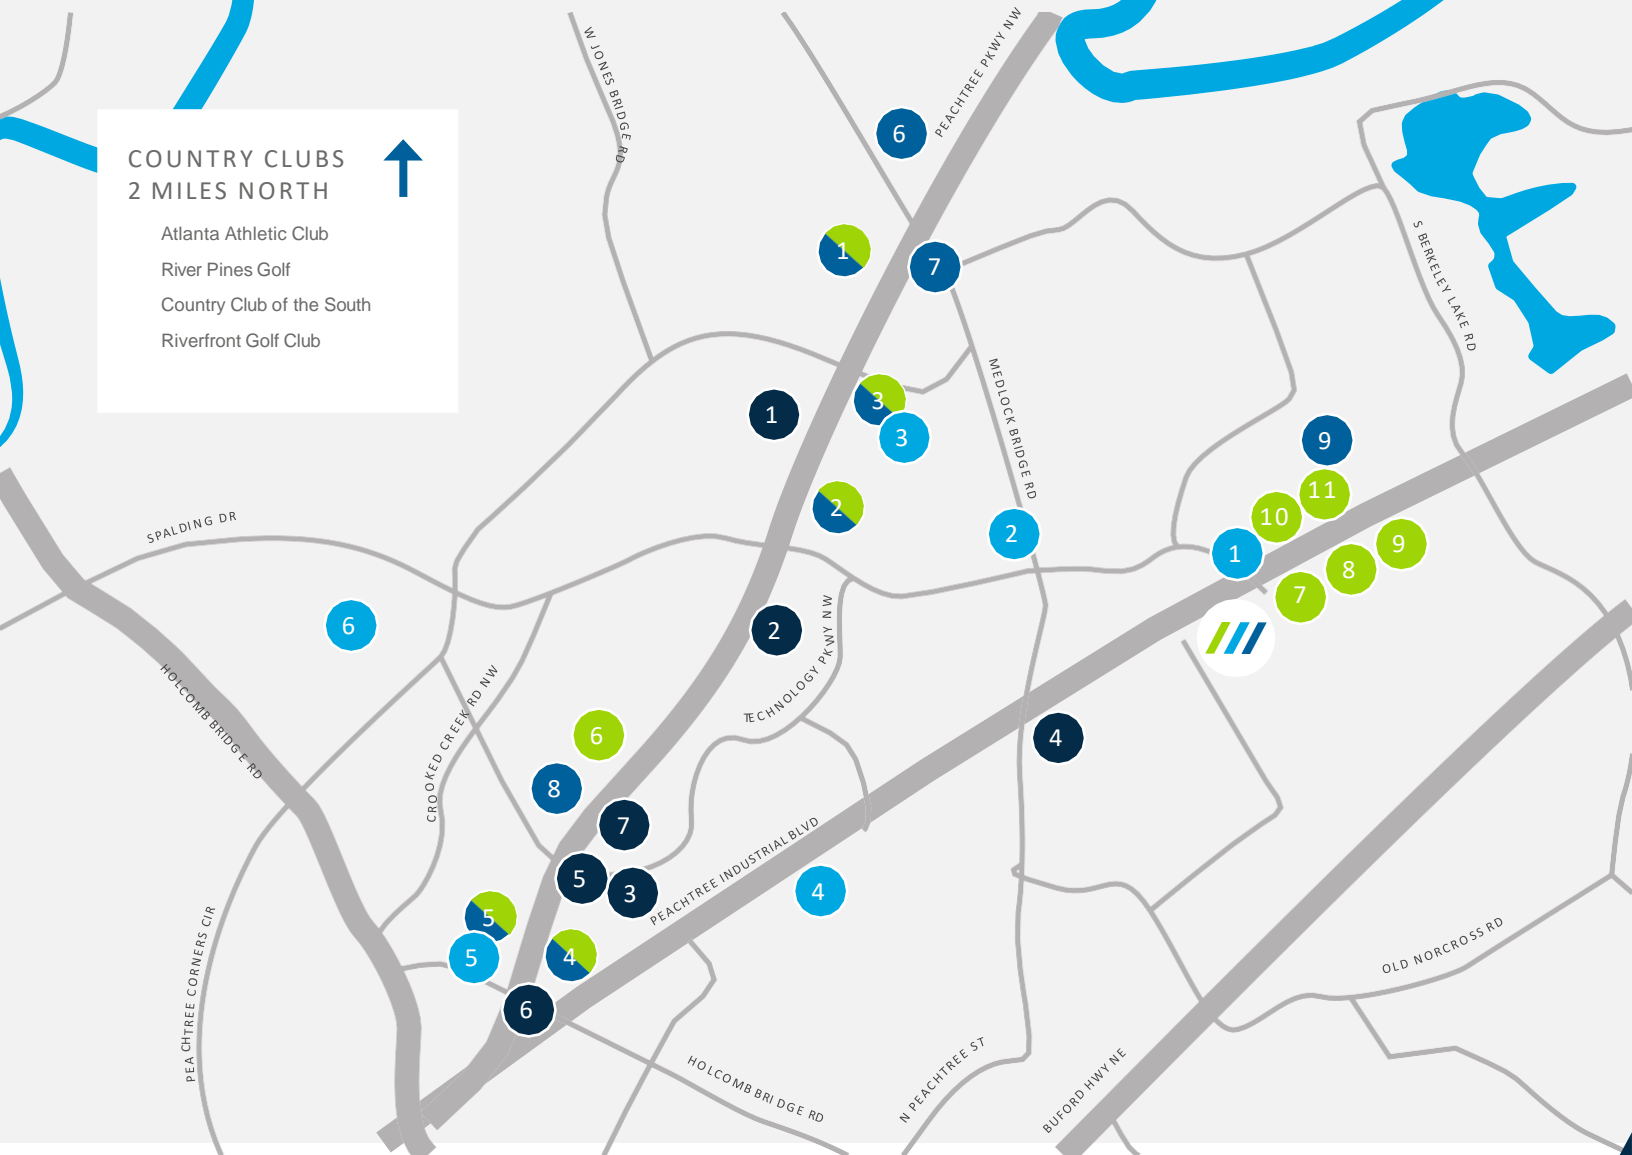 W JONES BRIDGE RD
PEACHTREE PKWY NW
6
COUNTRY CLUBS
2 MILES NORTH
Atlanta Athletic Club
River Pines Golf
Country Club of the South
Riverfront Golf Club
1
7
S BERKELEY LAKE RD
MEDLOCK BRIDGE RD
3
1
3
9
2
11
10
SPALDING DR
2
1
9
8
7
6
2
TECHNOLOGY PKWY NW
HOLCOMB BRIDGE RD
CROOKED CREEK RD NW
6
4
8
7
PEACHTREE INDUSTRIAL BLVD
5
3
4
5
PEACHTREE CORNERS CIR
4
5
OLD NORCROSS RD
6
HOLCOMB BRIDGE RD
N PEACHTREE ST
BUFORD HWY NE